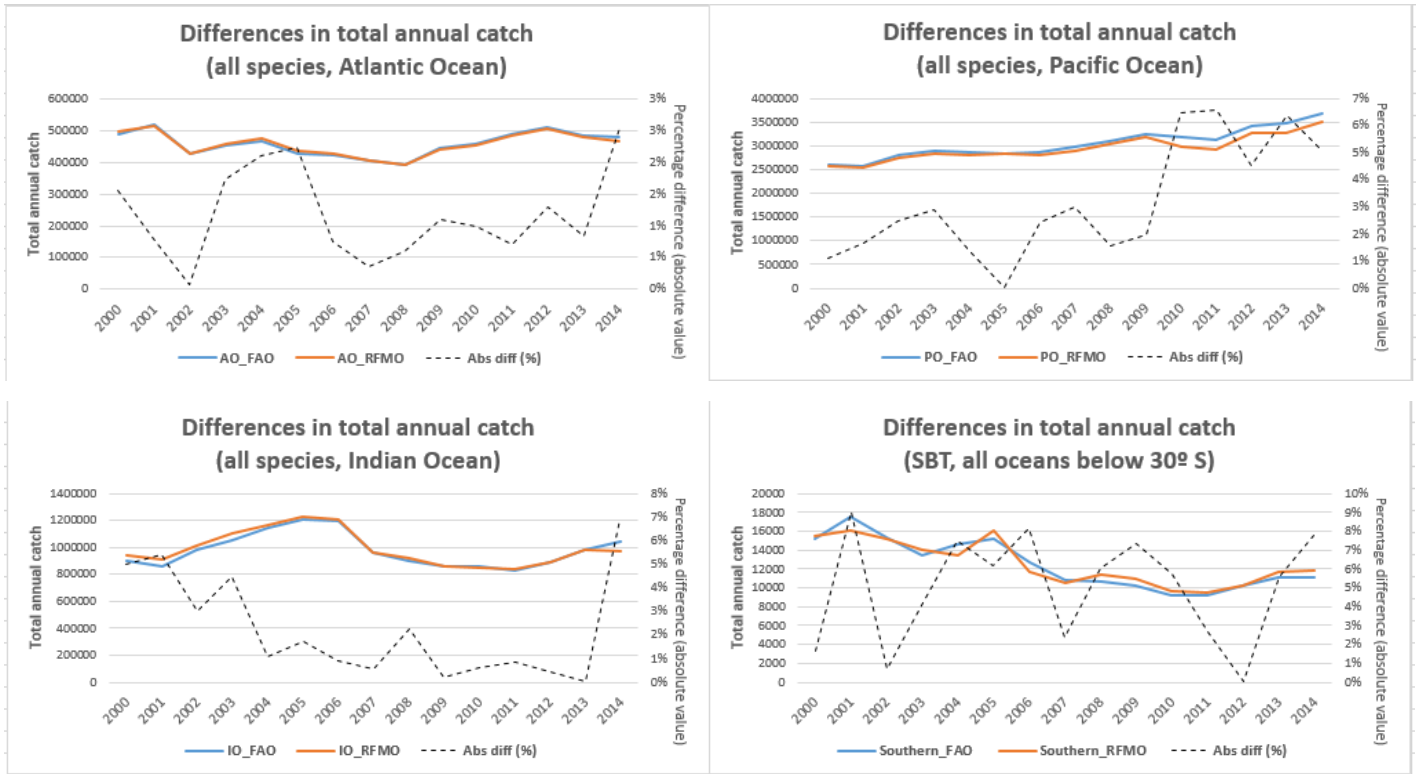 Differences in total annual catch
(all species, Atlantic Ocean)
Total annual catch
600000
500000
400000
300000
200000
100000
0
3%
3%
2%
2%
1%
1%
0%
Percentage difference (absolute value)
2000 2001 2002 2003 2004 2005 2006 2007 2008 2009 2010 2011 2012 2013 2014
AO_FAO AO_RFMO Abs diff (%)
Differences in total annual catch
(all species, Pacific Ocean)
Total annual catch
4000000
3500000
3000000
2500000
2000000
1500000
1000000
500000
0
7%
6%
5%
4%
3%
2%
1%
0%
Percentage difference (absolute value)
2000 2001 2002 2003 2004 2005 2006 2007 2008 2009 2010 2011 2012 2013 2014
PO_FAO PO_RFMO Abs diff (%)
Differences in total annual catch
(all species, Indian Ocean)
Total annual catch
1400000
1200000
1000000
800000
600000
400000
200000
0
8%
7%
6%
5%
4%
3%
2%
1%
0%
Percentage difference (absolute value)
2000 2001 2002 2003 2004 2005 2006 2007 2008 2009 2010 2011 2012 2013 2014
IO_FAO IO_RFMO Abs diff (%)
Differences in total annual catch
(SBT, all oceans below 30º S)
Total annual catch
20000
18000
16000
14000
12000
10000
8000
6000
4000
2000
0
10%
9%
8%
7%
6%
5%
4%
3%
2%
1%
0%
Percentage difference (absolute value)
2000 2001 2002 2003 2004 2005 2006 2007 2008 2009 2010 2011 2012 2013 2014
Southern_FAO Southern_RFMO Abs diff (%)